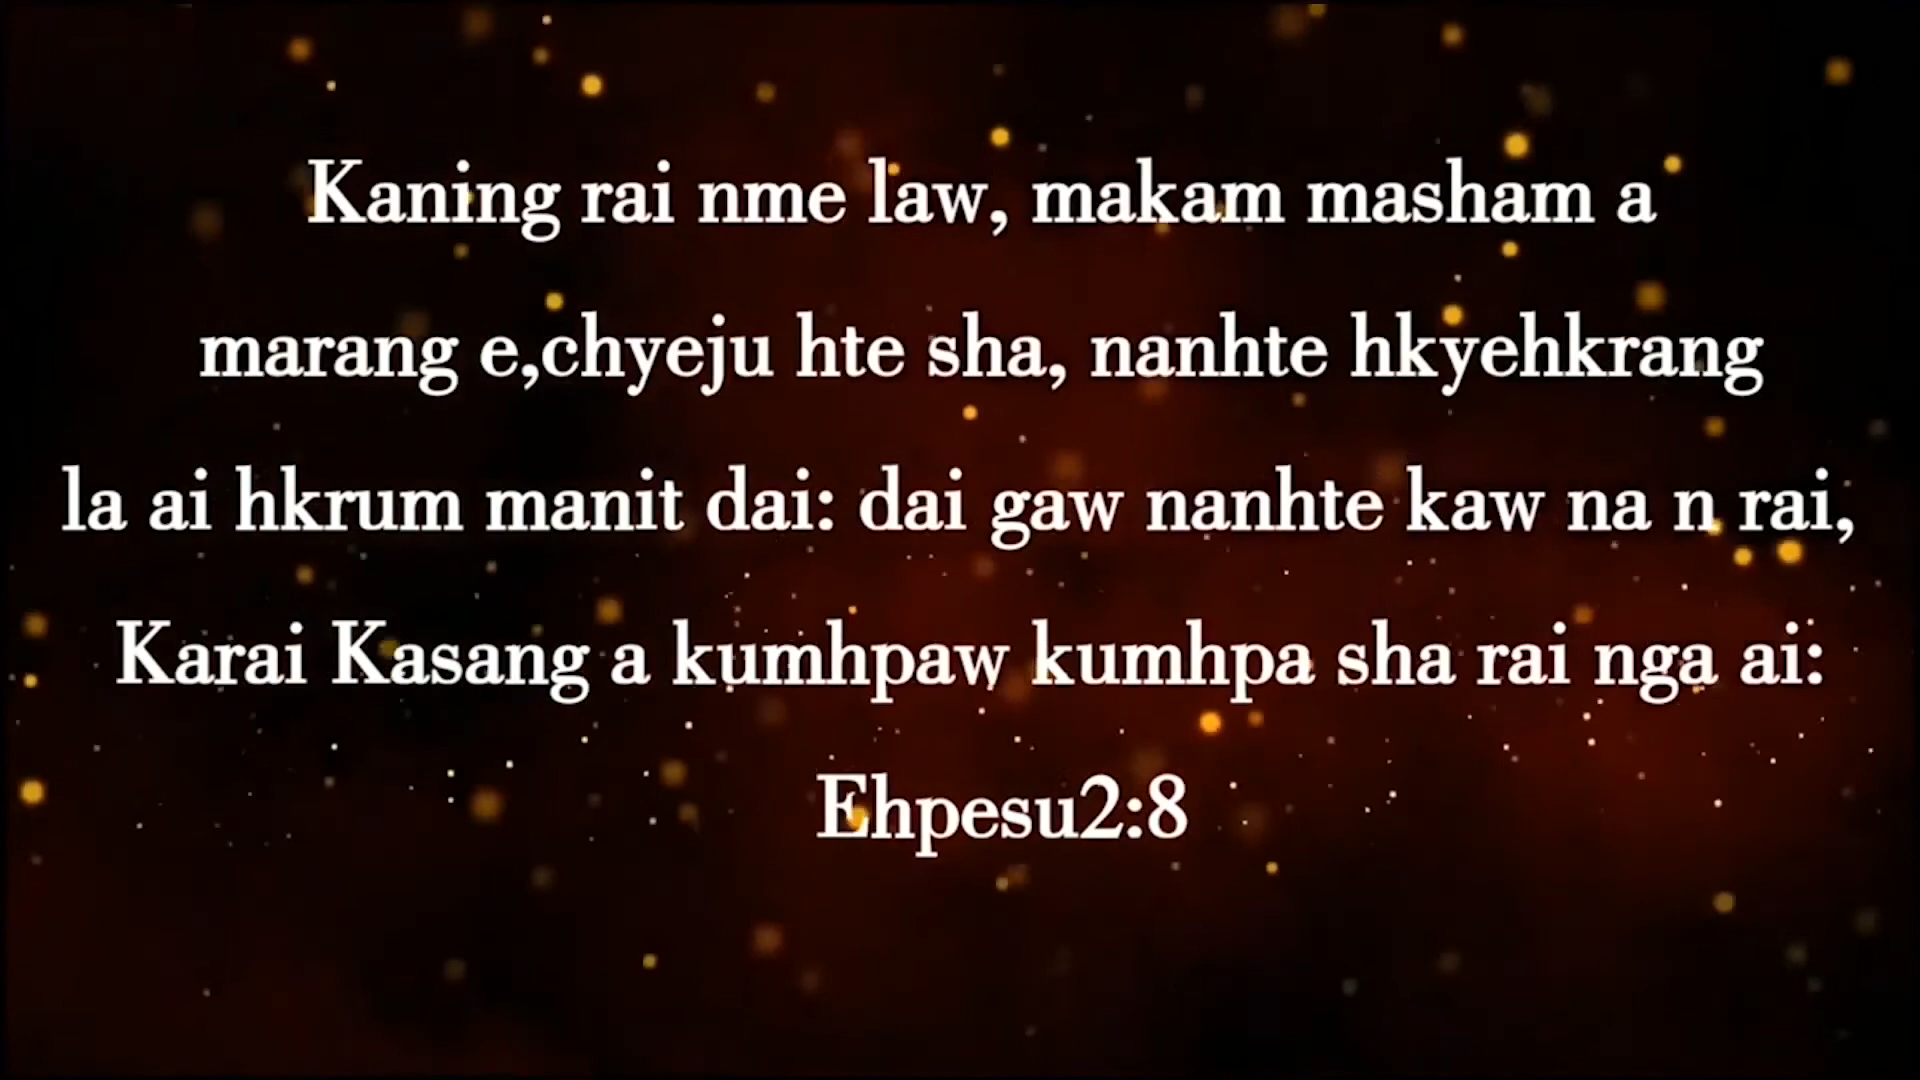 Kaning rai nme law, makam masham a
marang e,chyeju hte sha, nanhte hkyehkrang
la ai hkrum manit dai: dai gaw nanhte kaw na n rai,
Karai Kasang a kumhpaw kumhpa sha rai nga ai:
Ehpesu2:8